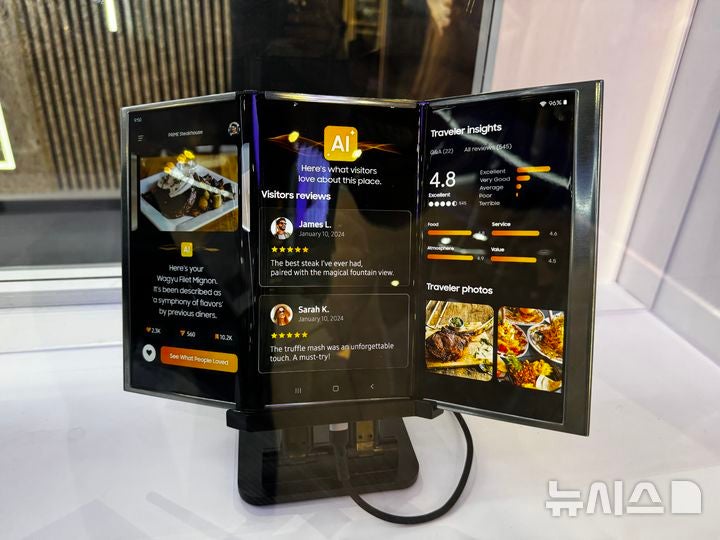 9:50
PRIME Steakhouse
AI
Here's your
Wagyu Filet Mignon.
It's been described as
'a symphony of flavors'
by previous diners.
2.3K 560 10.2K
See What People Loved
AI
Here's what visitors
love about this place.
Visitors reviews
James L.
January 10, 2024
The best steak I've ever had,
paired with the magical fountain view.
Sarah K.
January 10, 2024
The truffle mash was an unforgettable
touch. A must-try!
96%
Traveler insights
Q&A (22) All reviews (545)
4.8
Excellent
545
Excellent
Very Good
Average
Poor
Terrible
Food Service
4.6
Atmosphere Value
4.9 4.5
Traveler photos
뉴시스